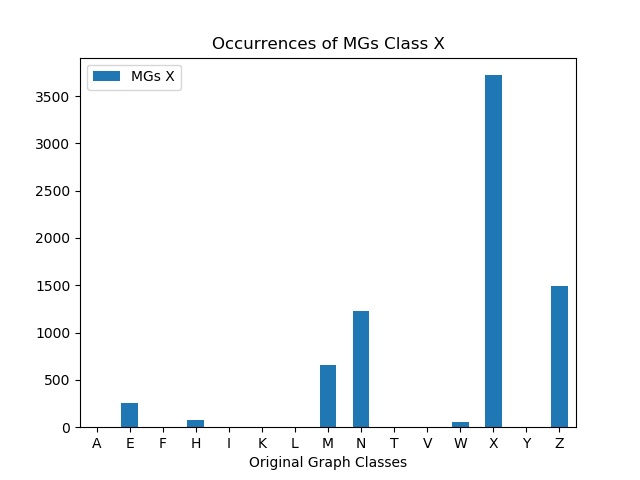 Occurrences of MGs Class X
MGs X
3500
3000
2500
2000
1500
1000
500
0
A E F H I K L M N T V W X Y Z
Original Graph Classes